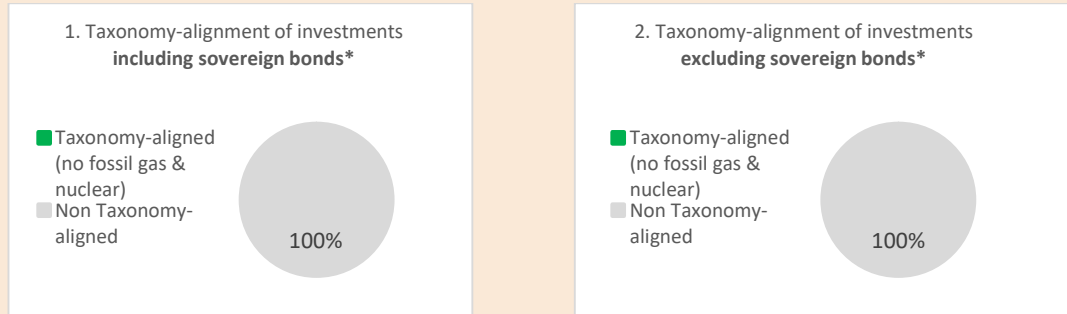 1. Taxonomy-alignment of investments
including sovereign bonds*
Taxonomy-aligned
(no fossil gas &
nuclear)
Non Taxonomy-
aligned
100%
2. Taxonomy-alignment of investments
excluding sovereign bonds*
Taxonomy-aligned
(no fossil gas &
nuclear)
Non Taxonomy-
aligned
100%